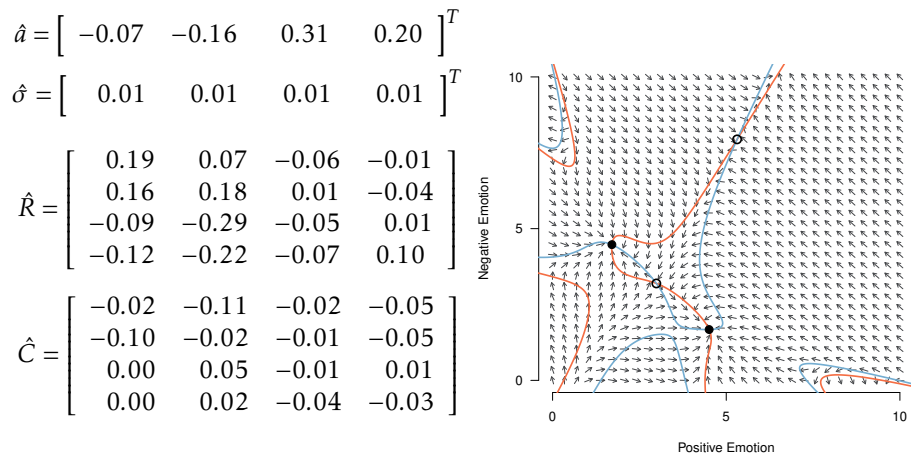 â = [ −0.07 −0.16 0.31 0.20 ]ᵀ
σ̂ = [ 0.01 0.01 0.01 0.01 ]ᵀ
R̂ = [ 0.19 0.07 −0.06 −0.01
0.16 0.18 0.01 −0.04
−0.09 −0.29 −0.05 0.01
−0.12 −0.22 −0.07 0.10 ]
Ĉ = [ −0.02 −0.11 −0.02 −0.05
−0.10 −0.02 −0.01 −0.05
0.00 0.05 −0.01 0.01
0.00 0.02 −0.04 −0.03 ]
Negative Emotion
10
5
0
0 5 10
Positive Emotion